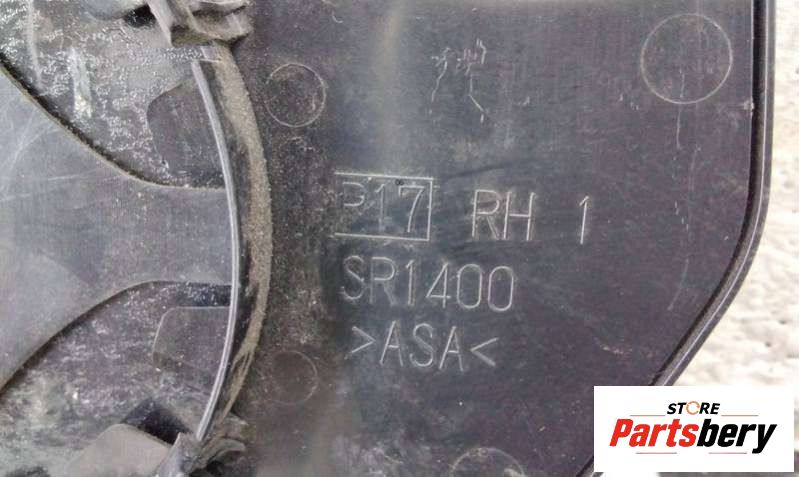 P17 RH 1
SR1400
>ASA<
STORE
Partsbery